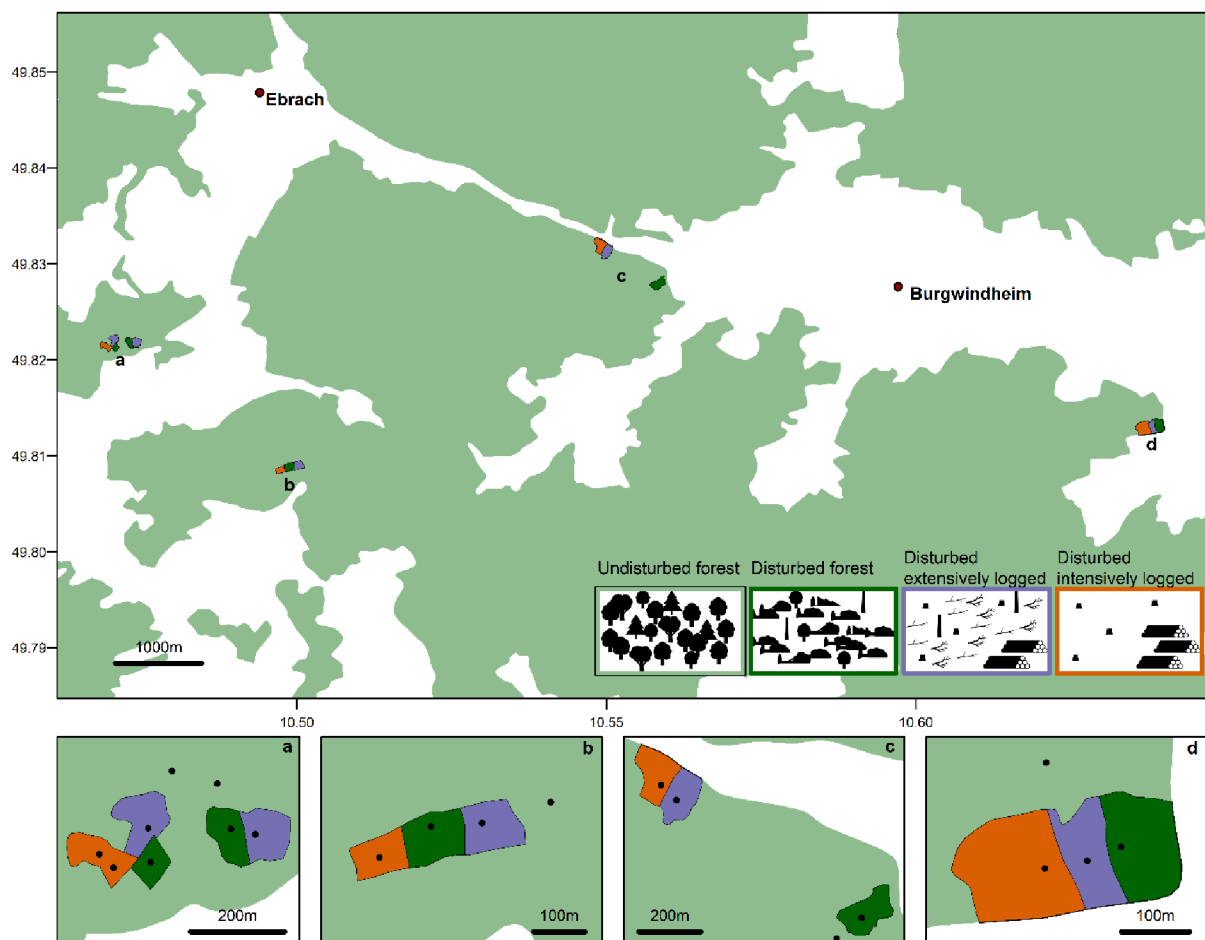 49.85
Ebrach
49.84
49.83
c
Burgwindheim
49.82
a
d
49.81
b
49.80
Undisturbed forest
Disturbed forest
Disturbed
extensively logged
Disturbed
intensively logged
49.79
1000m
10.50
10.55
10.60
a
b
c
d
200m
100m
200m
100m